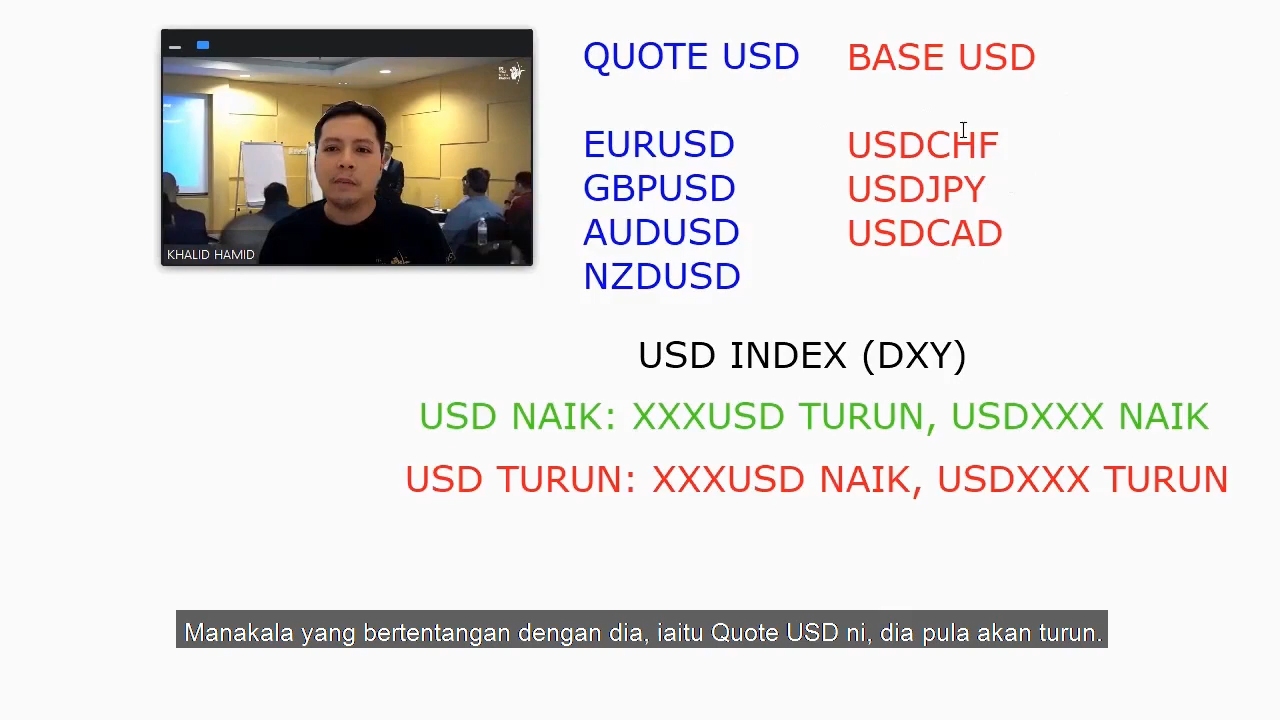 QUOTE USD BASE USD
EURUSD USDCHF
GBPUSD USDJPY
AUDUSD USDCAD
NZDUSD
KHALID HAMID
USD INDEX (DXY)
USD NAIK: XXXUSD TURUN, USDXXX NAIK
USD TURUN: XXXUSD NAIK, USDXXX TURUN
Manakala yang bertentangan dengan dia, iaitu Quote USD ni, dia pula akan turun.